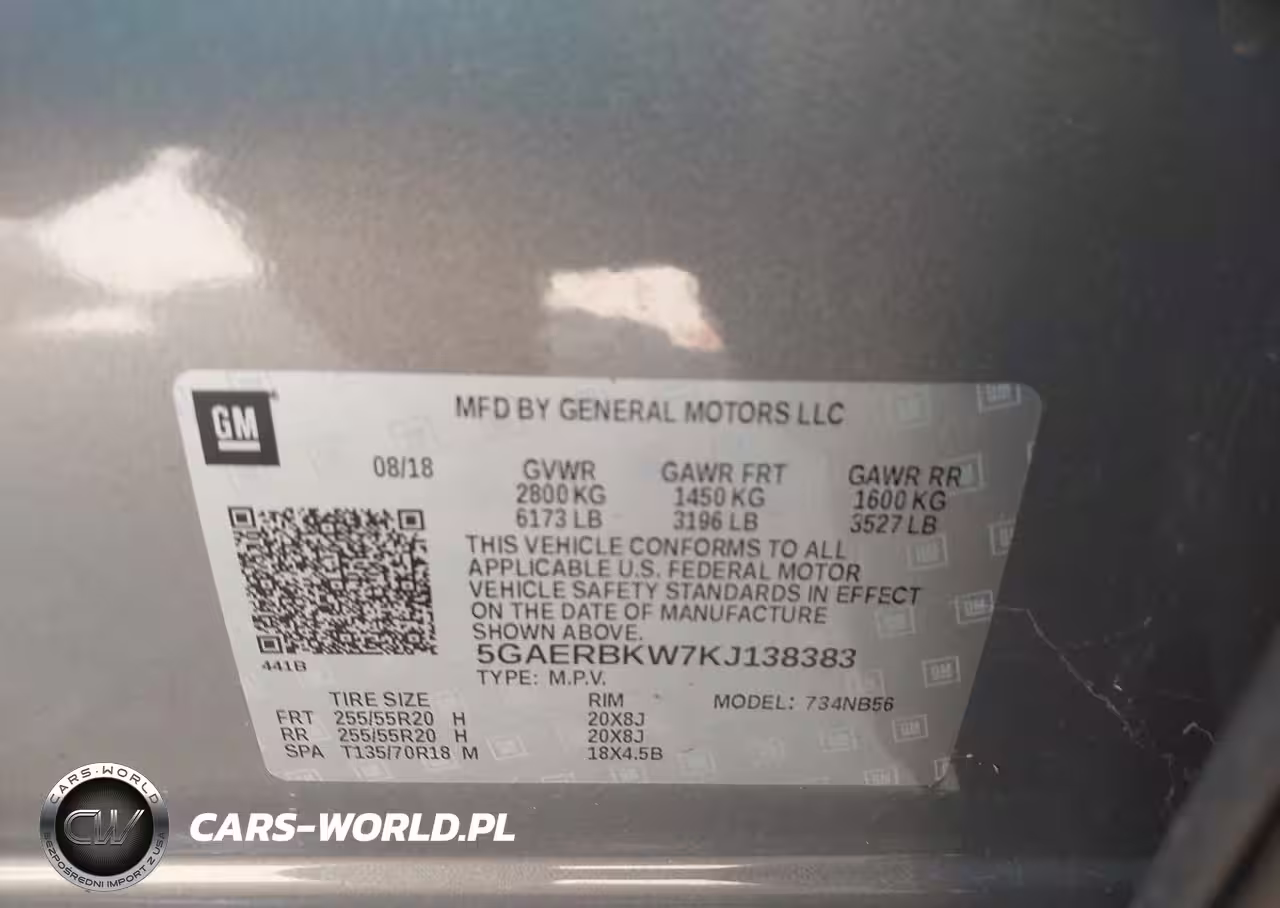 GM
MFD BY GENERAL MOTORS LLC
08/18
GVWR GAWR FRT GAWR RR
2800 KG 1450 KG 1600 KG
6173 LB 3196 LB 3527 LB
THIS VEHICLE CONFORMS TO ALL
APPLICABLE U.S. FEDERAL MOTOR
VEHICLE SAFETY STANDARDS IN EFFECT
ON THE DATE OF MANUFACTURE
SHOWN ABOVE.
5GAERBKW7KJ138383
441B
TYPE: M.P.V.
TIRE SIZE RIM MODEL: 734NB56
FRT 255/55R20 H 20X8J
RR 255/55R20 H 20X8J
SPA T135/70R18 M 18X4.5B
CARS-WORLD
CW
BEZPOŚREDNI IMPORT Z USA
CARS-WORLD.PL